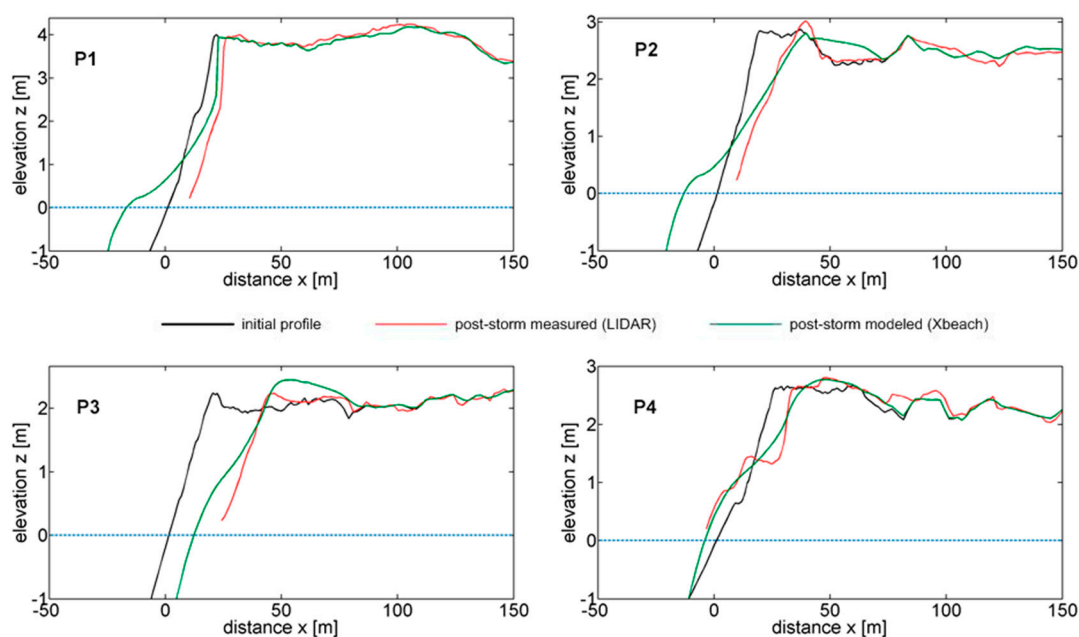 4
3
2
4
0
-1
-50
0
50
100
150
elevation z [m]
distance x [m]
P1
3
2
1
0
-1
-50
0
50
100
150
elevation z [m]
distance x [m]
P2
initial profile
post-storm measured (LIDAR)
post-storm modeled (Xbeach)
2
1
0
-1
-50
0
50
100
150
elevation z [m]
distance x [m]
P3
3
2
1
0
-1
-50
0
50
100
150
elevation z [m]
distance x [m]
P4